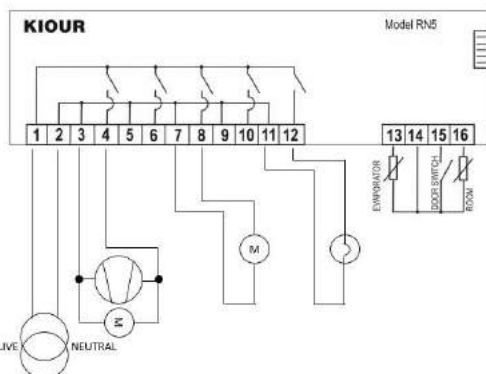 KIOUR
Model RN5
1 2 3 4 5 6 7 8 9 10 11 12
13 14 15 16
EVAPORATOR
DOOR SWITCH
ROOM
M
M
LIVE
NEUTRAL